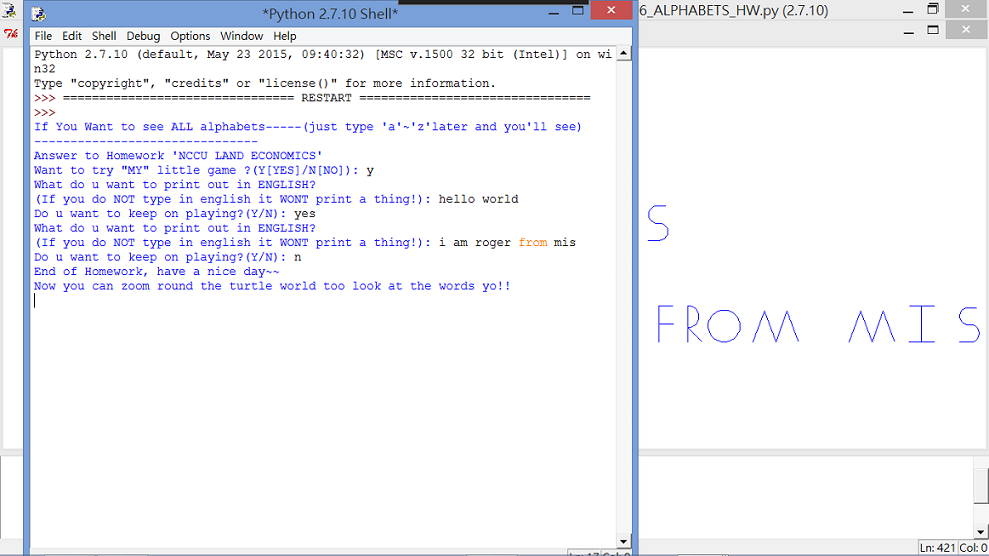 *Python 2.7.10 Shell*
6_ALPHABETS_HW.py (2.7.10)
File Edit Shell Debug Options Window Help
Python 2.7.10 (default, May 23 2015, 09:40:32) [MSC v.1500 32 bit (Intel)] on wi
n32
Type "copyright", "credits" or "license()" for more information.
>>> ================================ RESTART ================================
>>>
If You Want to see ALL alphabets-----(just type 'a'~'z'later and you'll see)
-------------------------------
Answer to Homework 'NCCU LAND ECONOMICS'
Want to try "MY" little game ?(Y[YES]/N[NO]): y
What do u want to print out in ENGLISH?
(If you do NOT type in english it WONT print a thing!): hello world
Do u want to keep on playing?(Y/N): yes
What do u want to print out in ENGLISH?
(If you do NOT type in english it WONT print a thing!): i am roger from mis
Do u want to keep on playing?(Y/N): n
End of Homework, have a nice day~~
Now you can zoom round the turtle world too look at the words yo!!
S
FROM MIS
Ln: 421 Col: 0